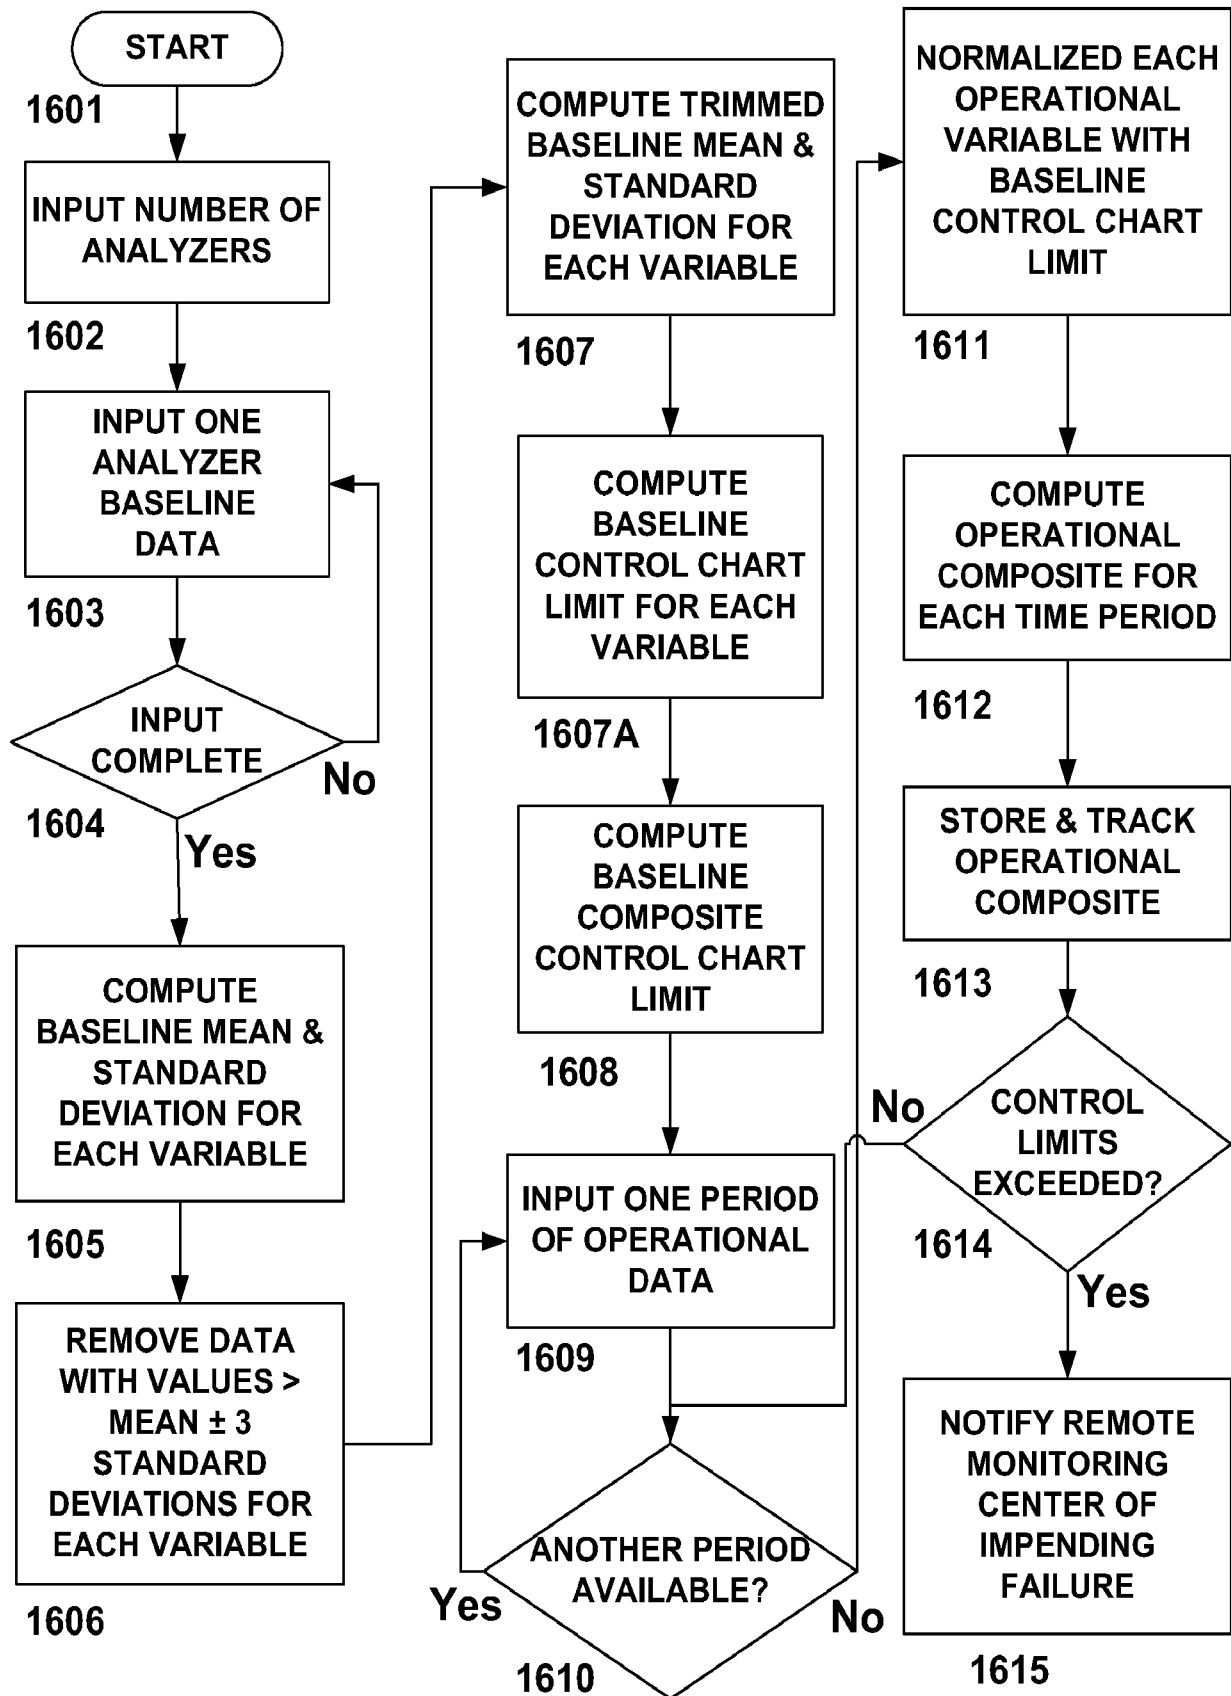 START
1601
INPUT NUMBER OF
ANALYZERS
1602
INPUT ONE
ANALYZER
BASELINE
DATA
1603
INPUT
COMPLETE
No
1604
Yes
COMPUTE
BASELINE MEAN &
STANDARD
DEVIATION FOR
EACH VARIABLE
1605
REMOVE DATA
WITH VALUES >
MEAN ± 3
STANDARD
DEVIATIONS FOR
EACH VARIABLE
1606
COMPUTE TRIMMED
BASELINE MEAN &
STANDARD
DEVIATION FOR
EACH VARIABLE
1607
COMPUTE
BASELINE
CONTROL CHART
LIMIT FOR EACH
VARIABLE
1607A
COMPUTE
BASELINE
COMPOSITE
CONTROL CHART
LIMIT
1608
INPUT ONE PERIOD
OF OPERATIONAL
DATA
1609
ANOTHER PERIOD
AVAILABLE?
Yes
No
1610
NORMALIZED EACH
OPERATIONAL
VARIABLE WITH
BASELINE
CONTROL CHART
LIMIT
1611
COMPUTE
OPERATIONAL
COMPOSITE FOR
EACH TIME PERIOD
1612
STORE & TRACK
OPERATIONAL
COMPOSITE
1613
No
CONTROL
LIMITS
EXCEEDED?
1614
Yes
NOTIFY REMOTE
MONITORING
CENTER OF
IMPENDING
FAILURE
1615